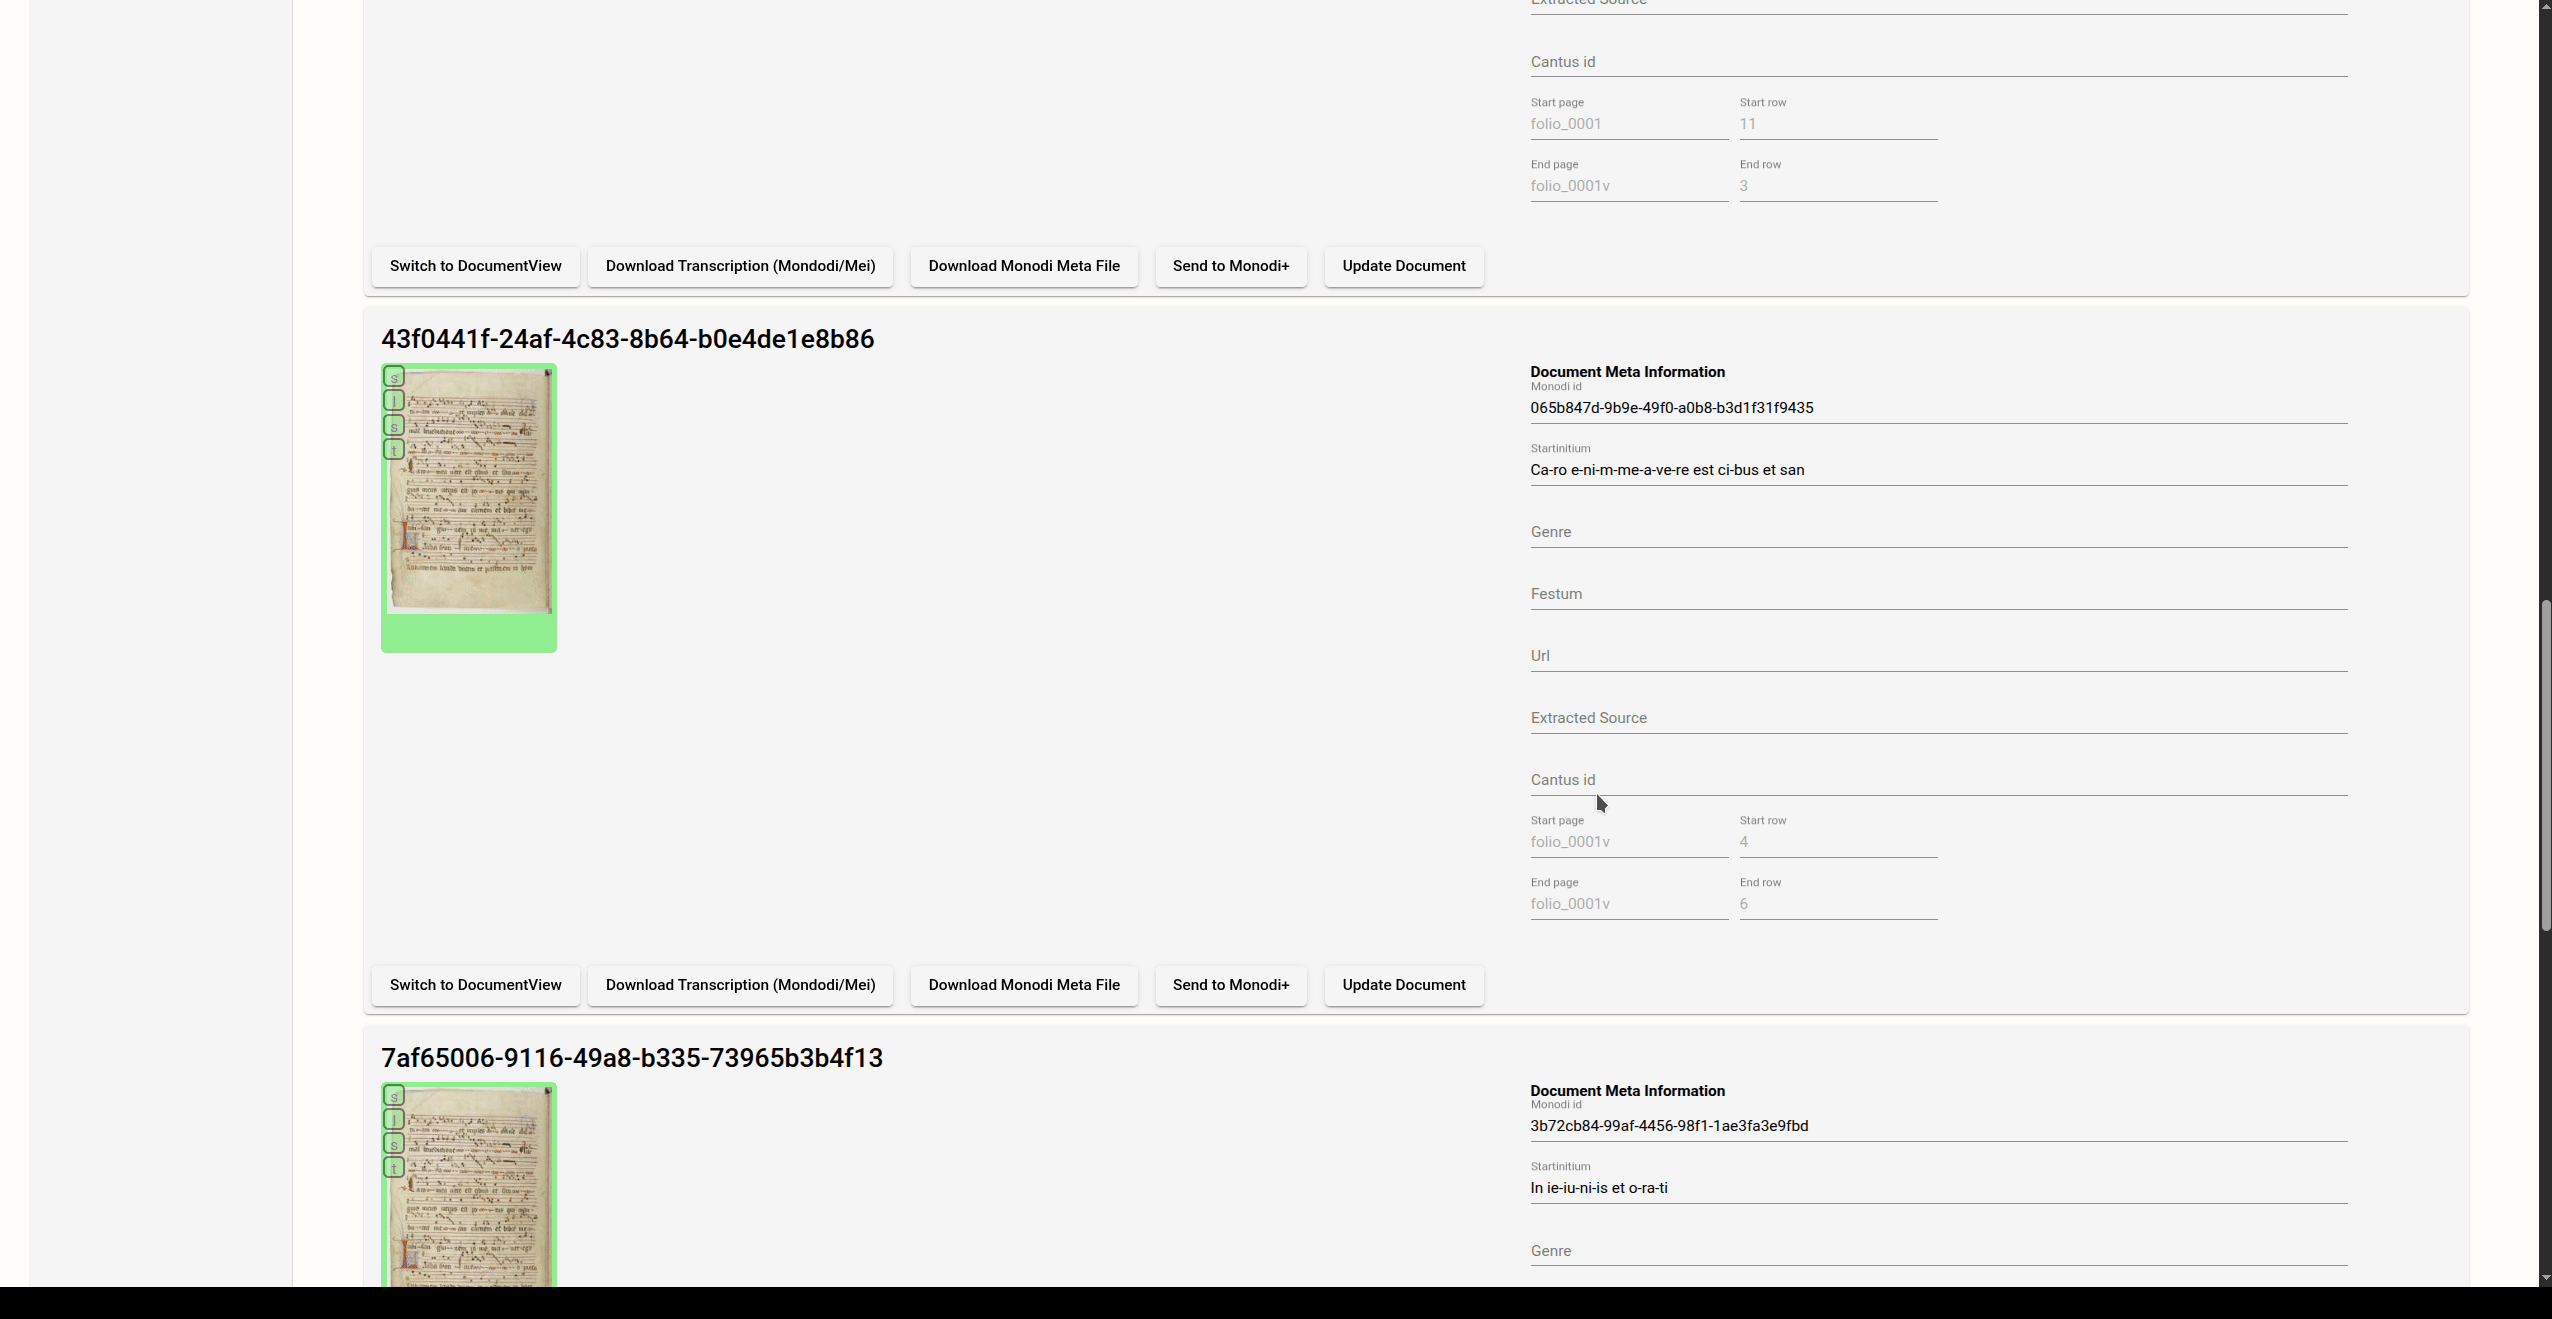 Extracted Source
Cantus id
Start page
Start row
folio_0001
11
End page
End row
folio_0001v
3
Switch to DocumentView
Download Transcription (Mondodi/Mei)
Download Monodi Meta File
Send to Monodi+
Update Document
43f0441f-24af-4c83-8b64-b0e4de1e8b86
s
l
s
t
Document Meta Information
Monodi id
065b847d-9b9e-49f0-a0b8-b3d1f31f9435
Startinitium
Ca-ro e-ni-m-me-a-ve-re est ci-bus et san
Genre
Festum
Url
Extracted Source
Cantus id
Start page
Start row
folio_0001v
4
End page
End row
folio_0001v
6
Switch to DocumentView
Download Transcription (Mondodi/Mei)
Download Monodi Meta File
Send to Monodi+
Update Document
7af65006-9116-49a8-b335-73965b3b4f13
s
l
s
t
Document Meta Information
Monodi id
3b72cb84-99af-4456-98f1-1ae3fa3e9fbd
Startinitium
In ie-iu-ni-is et o-ra-ti
Genre